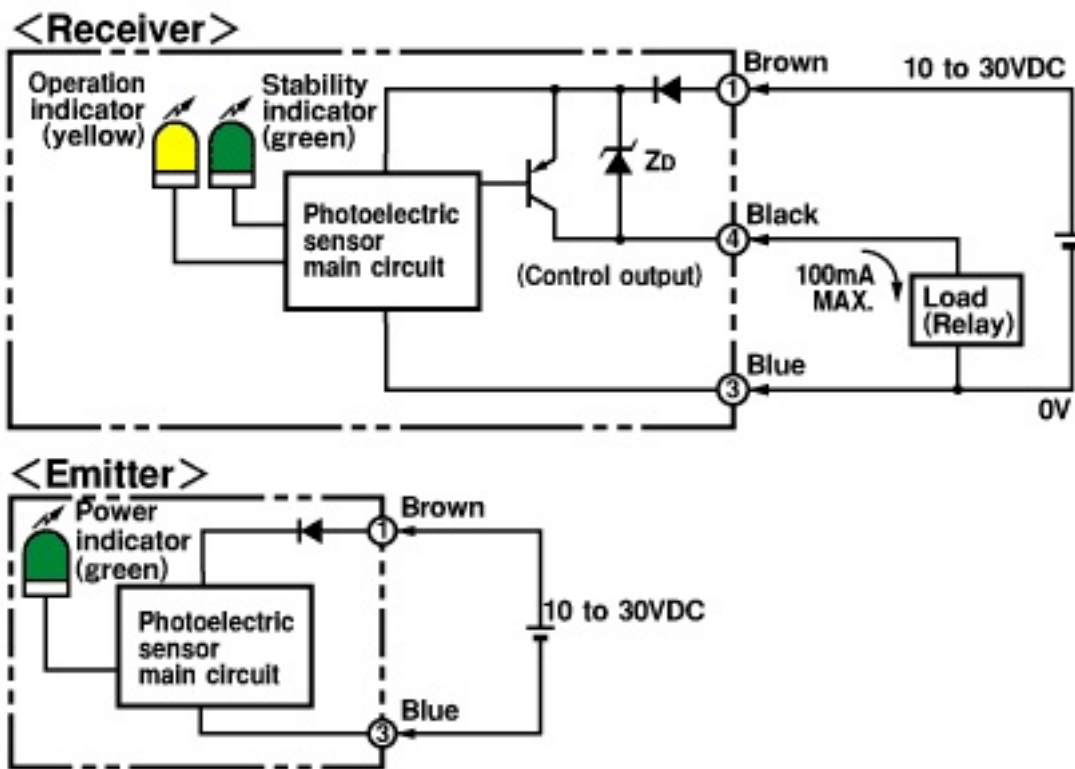 <Receiver>
Operation
indicator
(yellow)
Stability
indicator
(green)
Photoelectric
sensor
main circuit
ZD
(Control output)
1
Brown
10 to 30VDC
4
Black
100mA
MAX.
Load
(Relay)
3
Blue
0V
<Emitter>
Power
indicator
(green)
Photoelectric
sensor
main circuit
1
Brown
10 to 30VDC
3
Blue